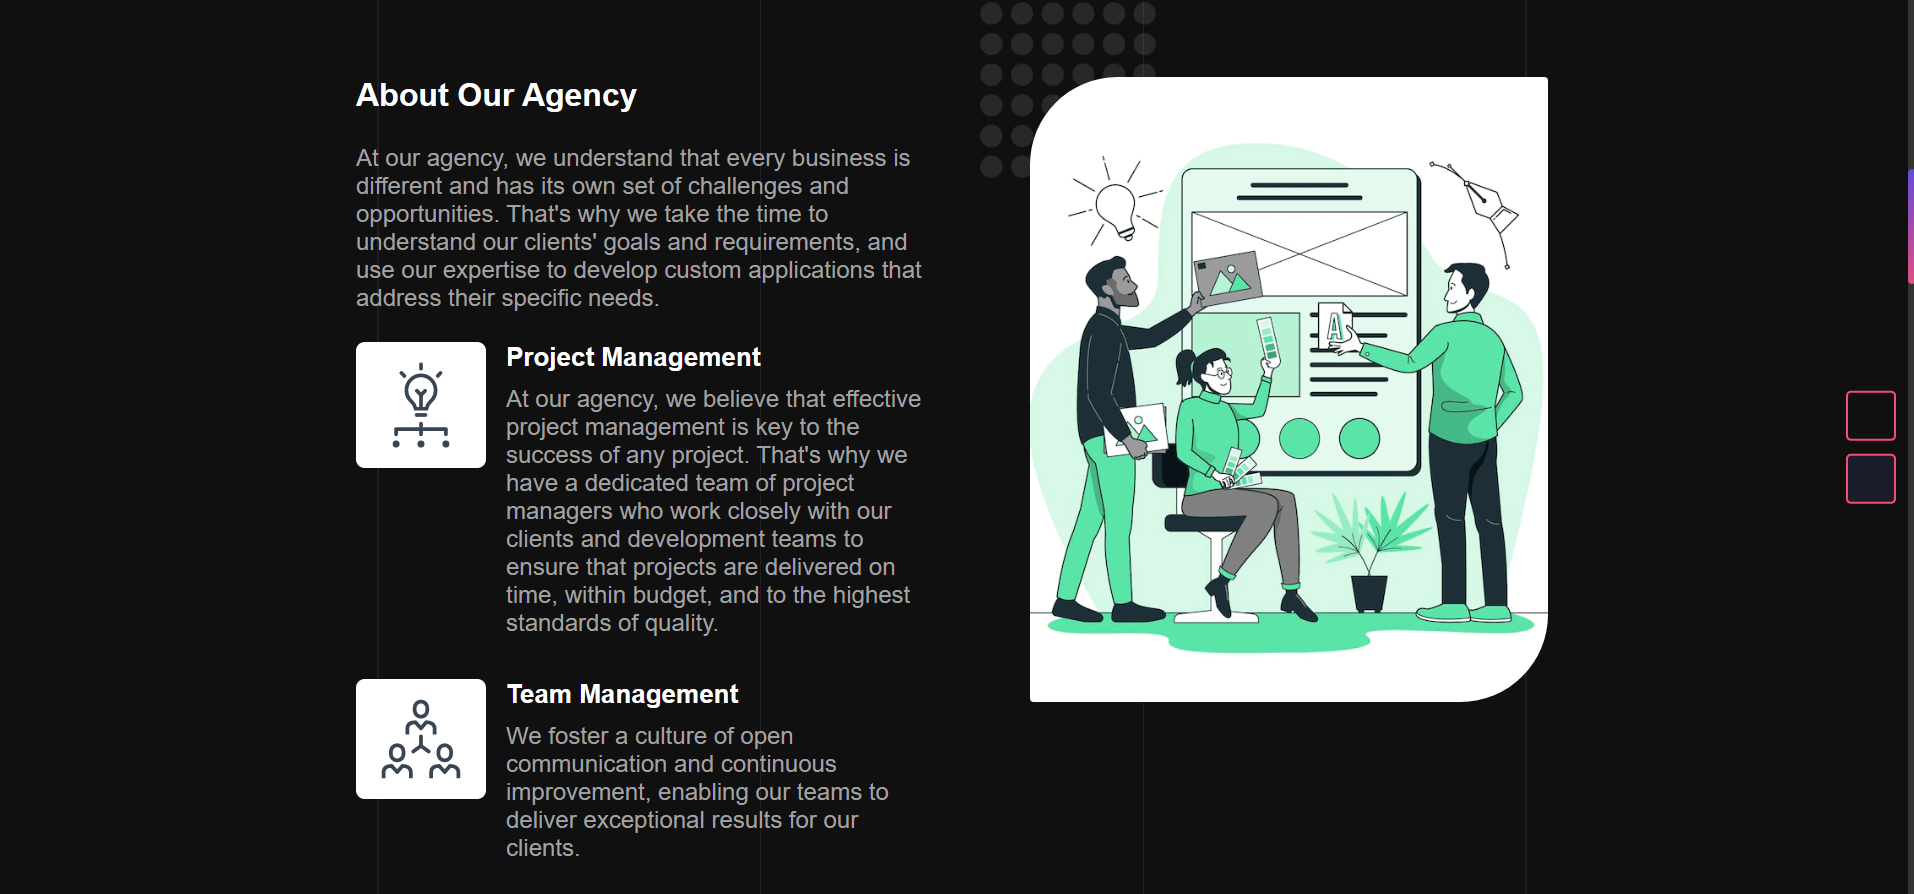 About Our Agency
At our agency, we understand that every business is
different and has its own set of challenges and
opportunities. That's why we take the time to
understand our clients' goals and requirements, and
use our expertise to develop custom applications that
address their specific needs.
Project Management
At our agency, we believe that effective
project management is key to the
success of any project. That's why we
have a dedicated team of project
managers who work closely with our
clients and development teams to
ensure that projects are delivered on
time, within budget, and to the highest
standards of quality.
Team Management
We foster a culture of open
communication and continuous
improvement, enabling our teams to
deliver exceptional results for our
clients.
A